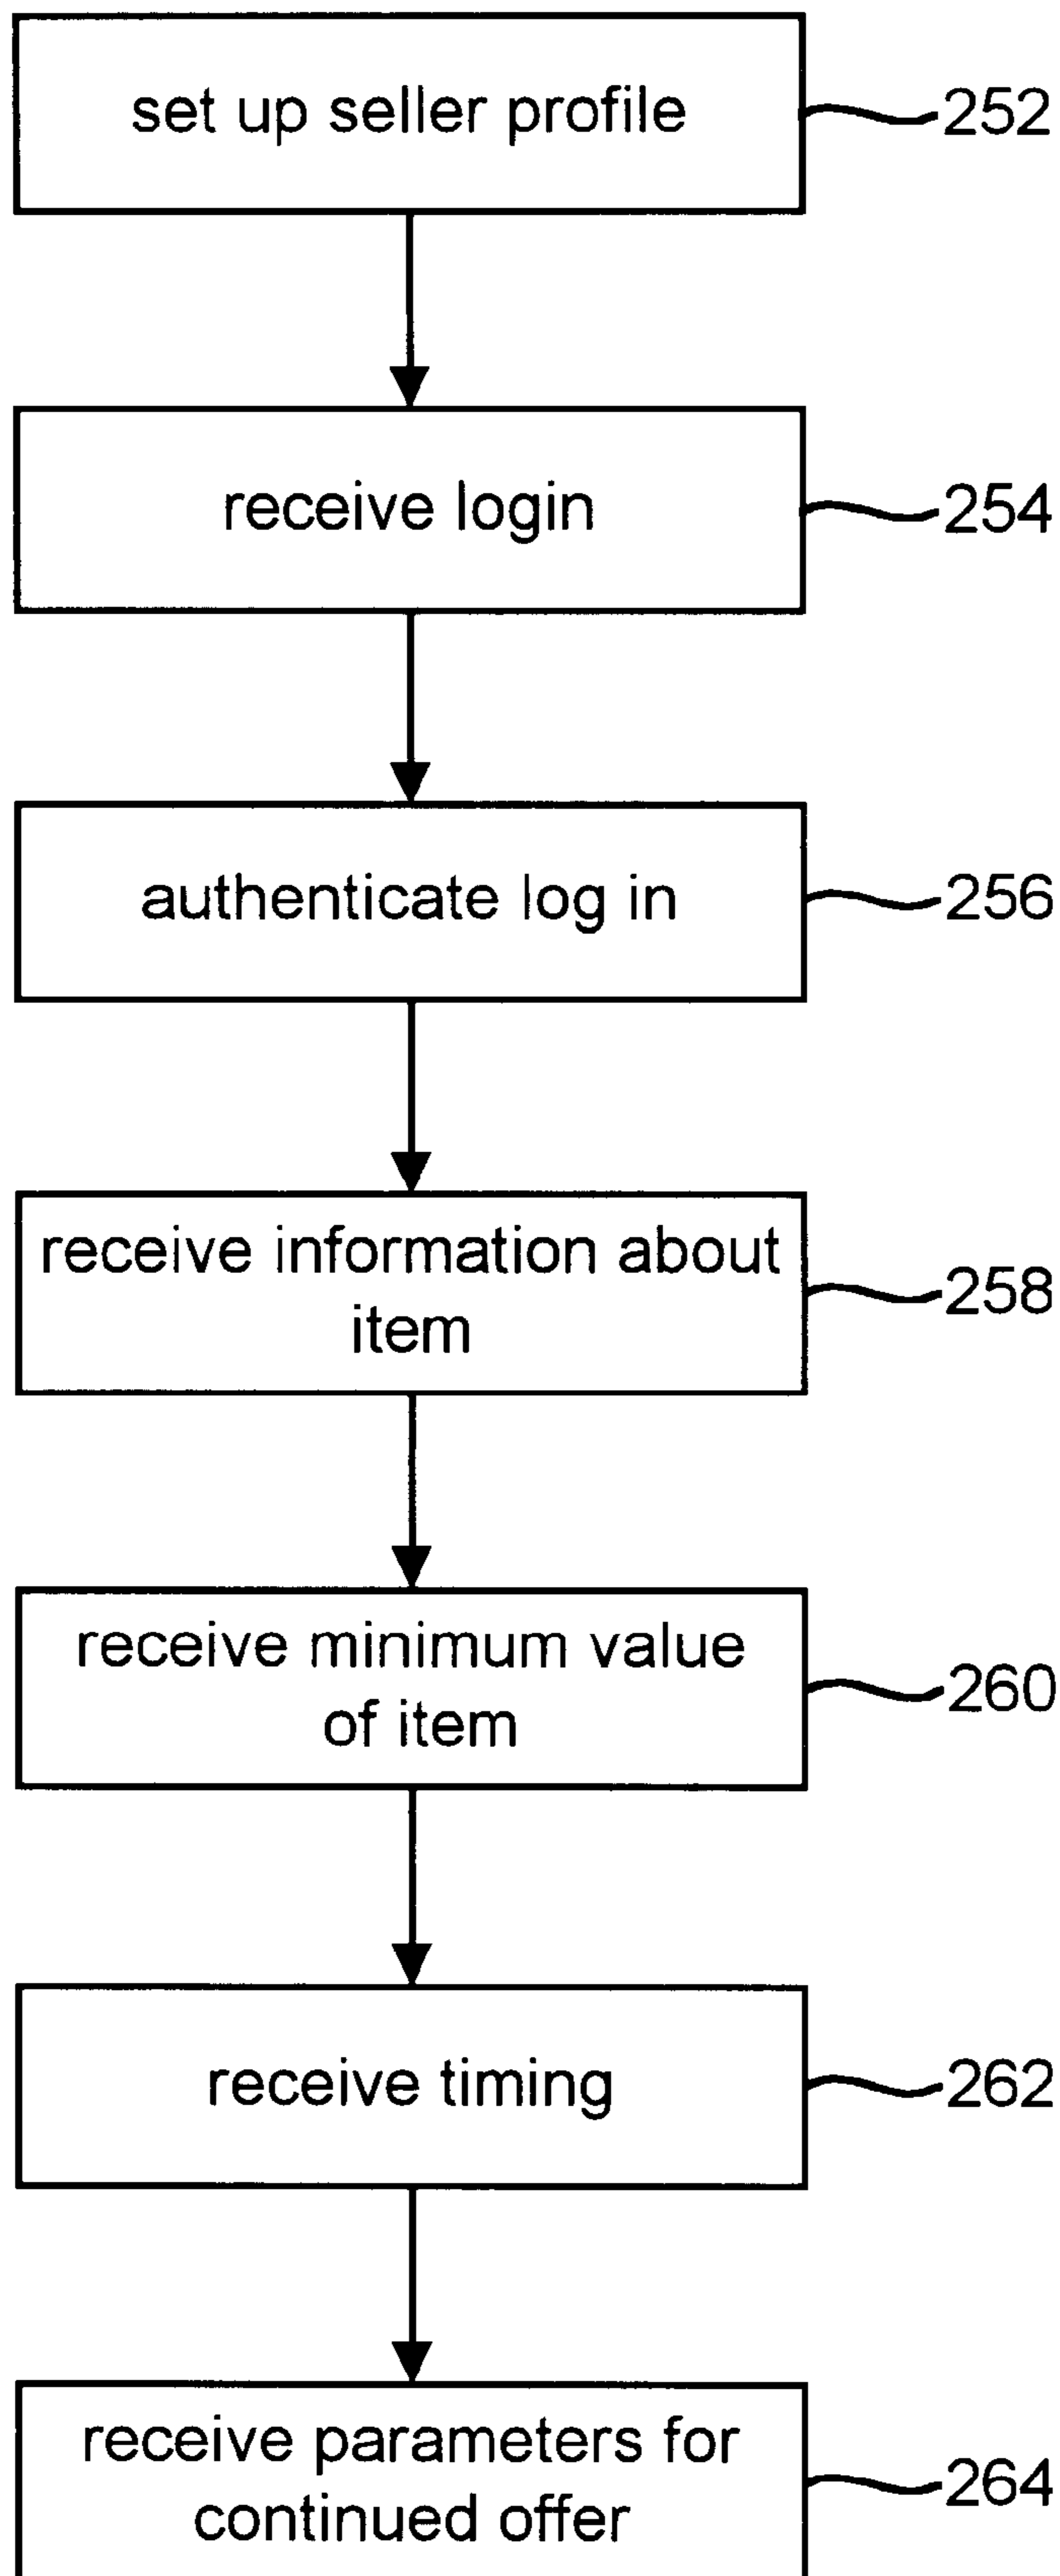 set up seller profile
252
receive login
254
authenticate log in
256
receive information about
item
258
receive minimum value
of item
260
receive timing
262
receive parameters for
continued offer
264